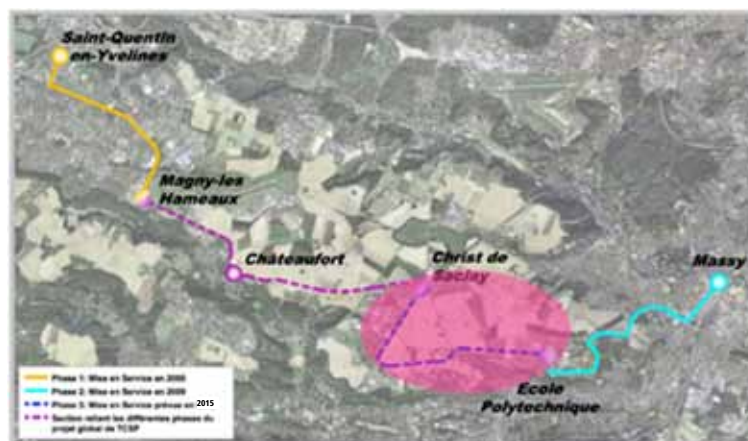 Saint-Quentin
en-Yvelines
Magny-les
Hameaux
Châteaufort
Christ de
Saclay
Massy
Ecole
Polytechnique
Phase 1: Mise en Service en
Phase 2: Mise en Service en 2009
Phase 3: Mise en Service prévue en 2015
Section reliant les différentes phases du
projet global de TCSP